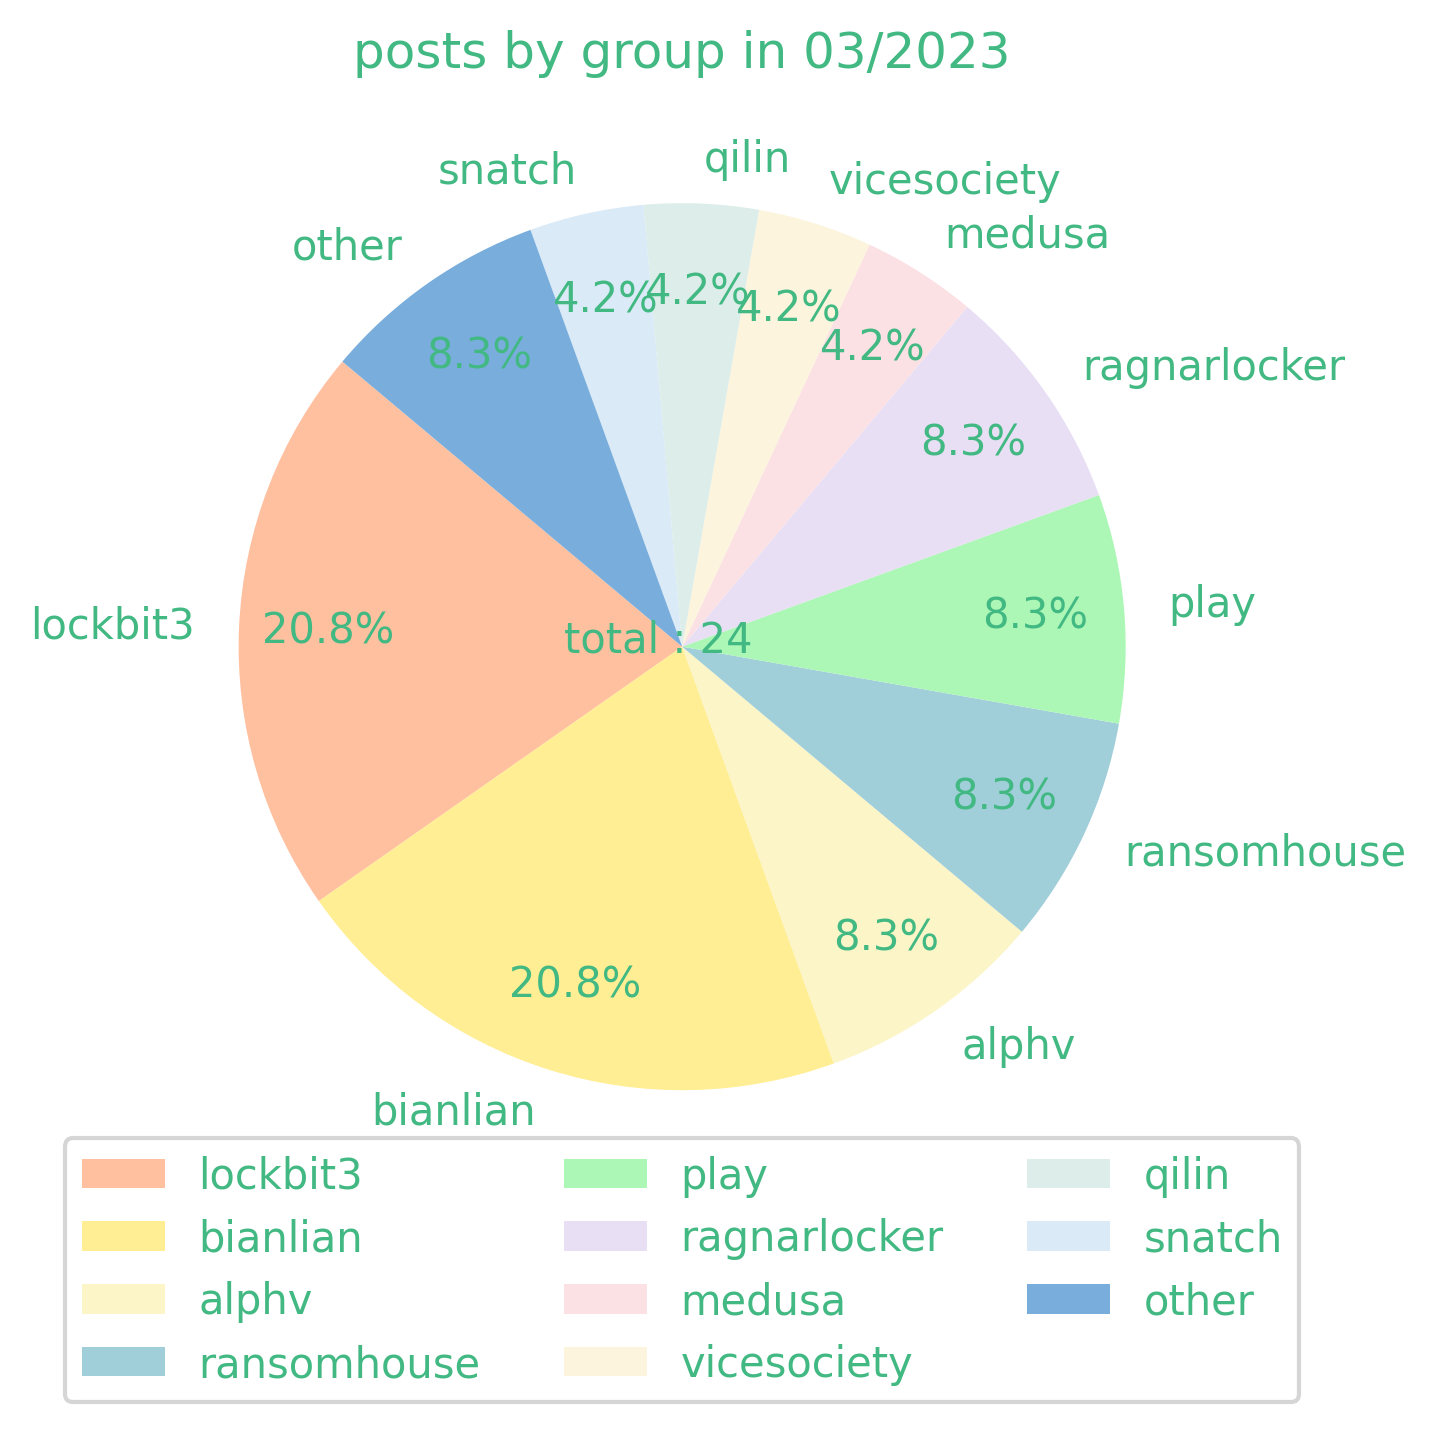 posts by group in 03/2023
qilin
snatch
vicesociety
medusa
other
4.2%
4.2%
4.2%
4.2%
8.3%
ragnarlocker
8.3%
play
8.3%
lockbit3
20.8%
total : 24
8.3%
ransomhouse
8.3%
20.8%
alphv
bianlian
lockbit3
bianlian
alphv
ransomhouse
play
ragnarlocker
medusa
vicesociety
qilin
snatch
other